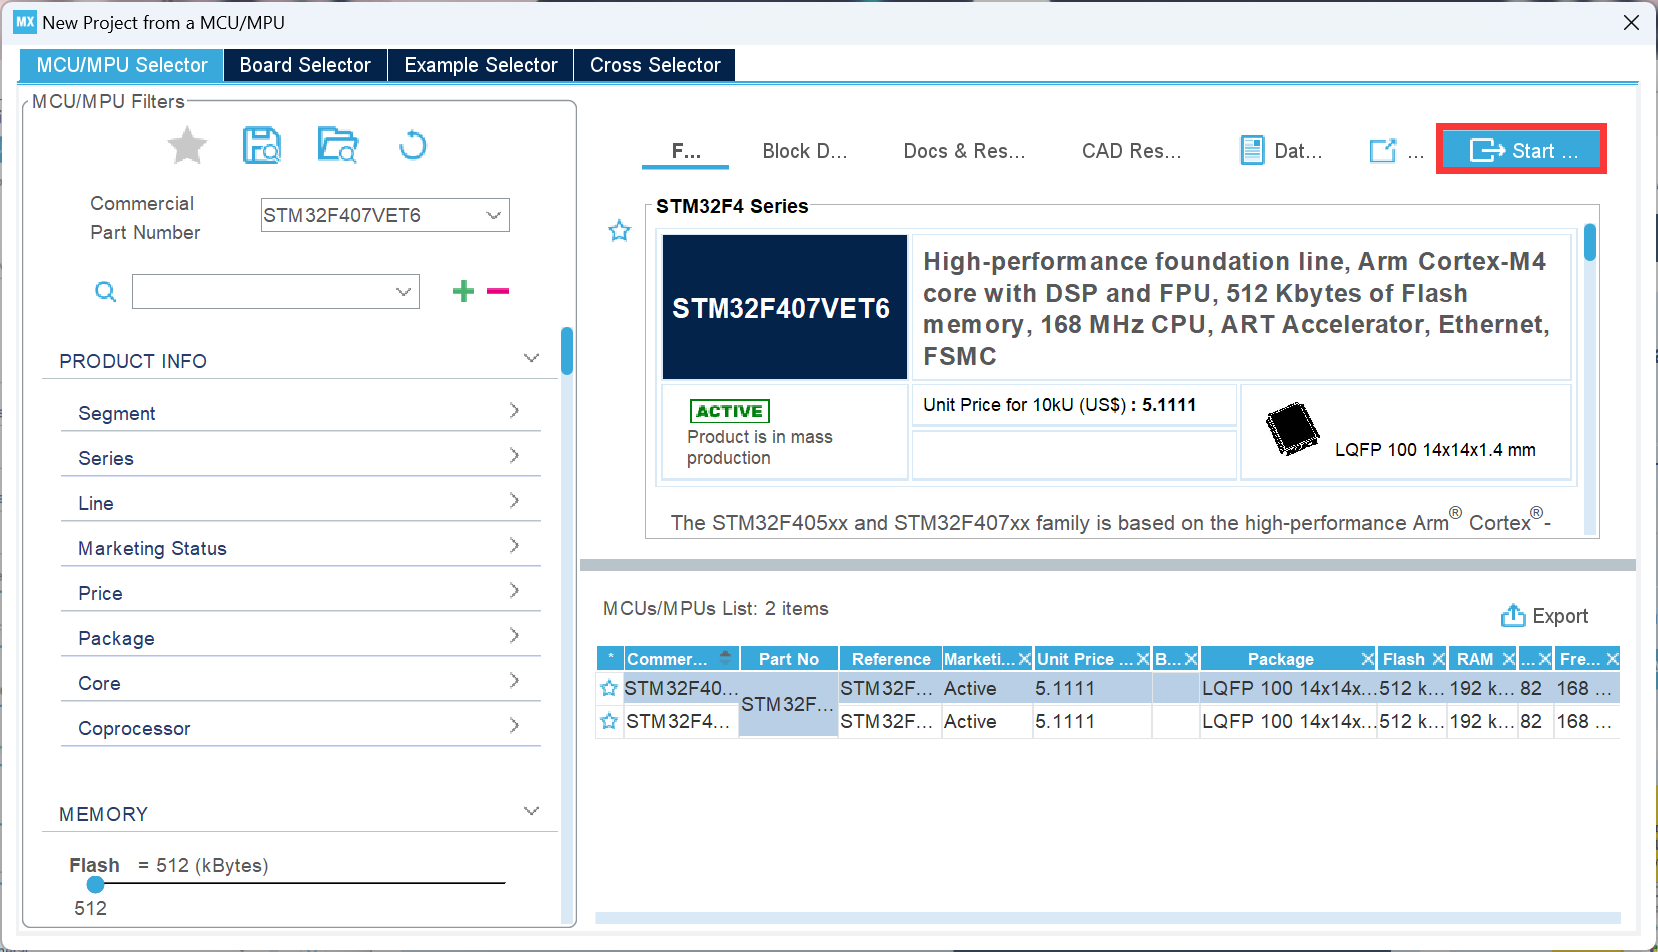 MX New Project from a MCU/MPU
MCU/MPU Selector
Board Selector
Example Selector
Cross Selector
MCU/MPU Filters
Commercial
Part Number
STM32F407VET6
PRODUCT INFO
Segment
Series
Line
Marketing Status
Price
Package
Core
Coprocessor
MEMORY
Flash = 512 (kBytes)
512
F...
Block D...
Docs & Res...
CAD Res...
Dat...
...
Start ...
STM32F4 Series
STM32F407VET6
High-performance foundation line, Arm Cortex-M4
core with DSP and FPU, 512 Kbytes of Flash
memory, 168 MHz CPU, ART Accelerator, Ethernet,
FSMC
ACTIVE
Product is in mass
production
Unit Price for 10kU (US$) : 5.1111
LQFP 100 14x14x1.4 mm
The STM32F405xx and STM32F407xx family is based on the high-performance Arm® Cortex®-
MCUs/MPUs List: 2 items
Export
* Commer... Part No Reference Marketi... Unit Price ... B... Package Flash RAM ... Fre...
STM32F40... STM32F... STM32F... Active 5.1111 LQFP 100 14x14x... 512 k... 192 k... 82 168 ...
STM32F4... STM32F... Active 5.1111 LQFP 100 14x14x... 512 k... 192 k... 82 168 ...